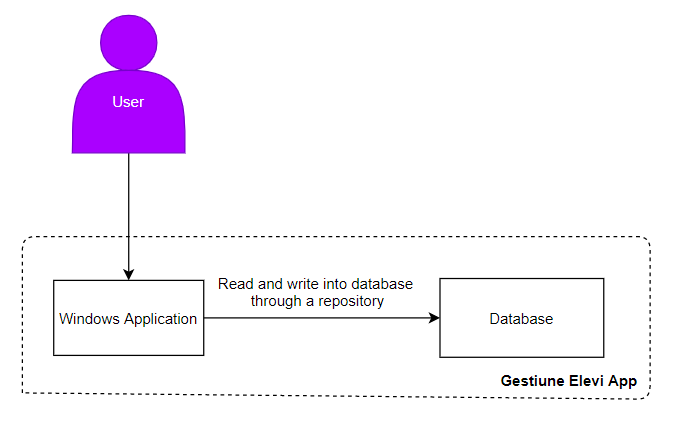 User
Read and write into database
through a repository
Windows Application
Database
Gestiune Elevi App